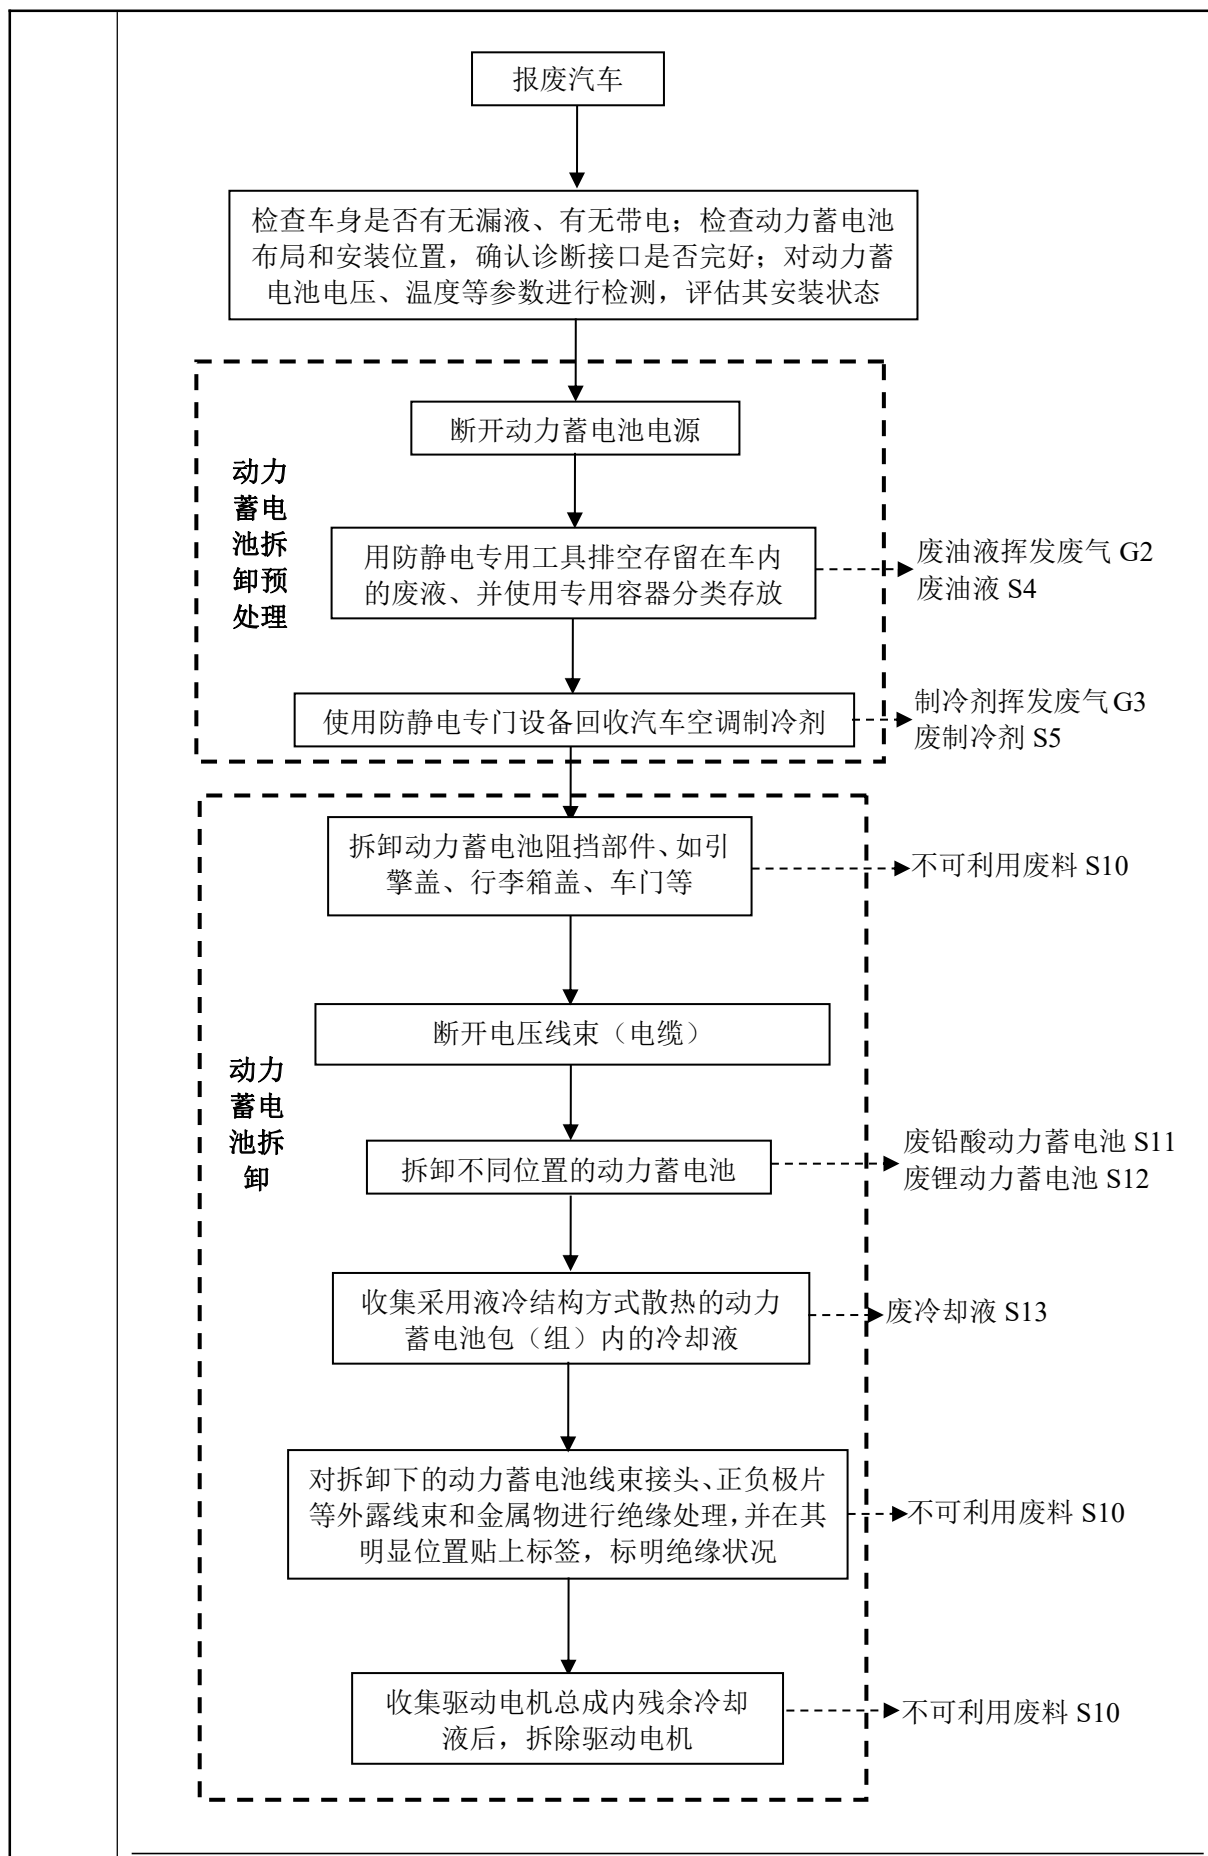 报废汽车
检查车身是否有无漏液、有无带电；检查动力蓄电池
布局和安装位置，确认诊断接口是否完好；对动力蓄
电池电压、温度等参数进行检测，评估其安装状态
断开动力蓄电池电源
动力
蓄电
池拆
卸预
处理
用防静电专用工具排空存留在车内
的废液、并使用专用容器分类存放
废油液挥发废气 G2
废油液 S4
使用防静电专门设备回收汽车空调制冷剂
制冷剂挥发废气 G3
废制冷剂 S5
拆卸动力蓄电池阻挡部件、如引
擎盖、行李箱盖、车门等
不可利用废料 S10
断开电压线束（电缆）
动力
蓄电
池拆
卸
拆卸不同位置的动力蓄电池
废铅酸动力蓄电池 S11
废锂动力蓄电池 S12
收集采用液冷结构方式散热的动力
蓄电池包（组）内的冷却液
废冷却液 S13
对拆卸下的动力蓄电池线束接头、正负极片
等外露线束和金属物进行绝缘处理，并在其
明显位置贴上标签，标明绝缘状况
不可利用废料 S10
收集驱动电机总成内残余冷却
液后，拆除驱动电机
不可利用废料 S10